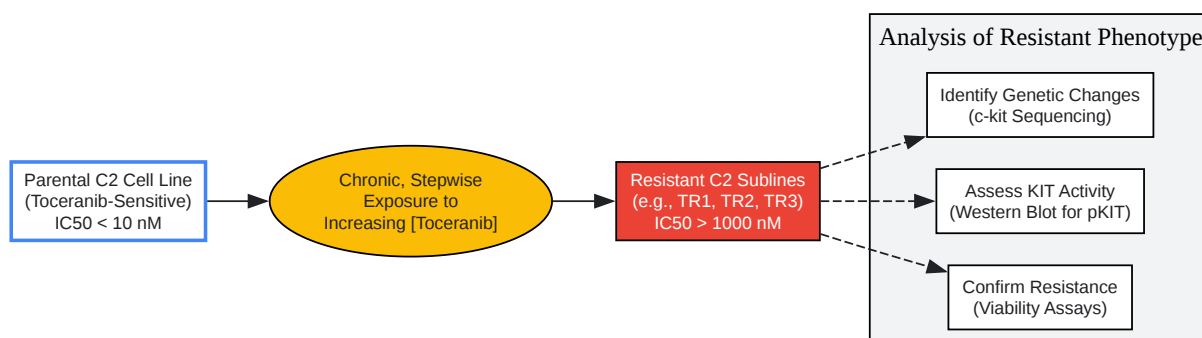 Parental C2 Cell Line
(Toceranib-Sensitive)
IC50 < 10 nM
Chronic, Stepwise
Exposure to
Increasing [Toceranib]
Resistant C2 Sublines
(e.g., TR1, TR2, TR3)
IC50 > 1000 nM
Analysis of Resistant Phenotype
Identify Genetic Changes
(c-kit Sequencing)
Assess KIT Activity
(Western Blot for pKIT)
Confirm Resistance
(Viability Assays)